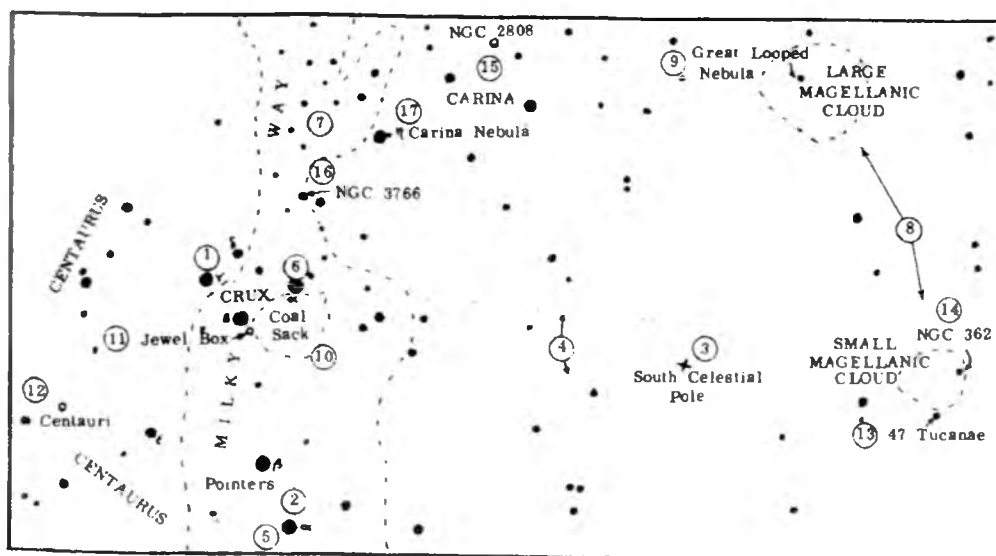 NGC 2808
9 Great Looped
Nebula
15
LARGE
MAGELLANIC
CLOUD
CARINA
WAY
17
7
η Carina Nebula
16
NGC 3766
CENTAURUS
8
1
6
CRUX
α
β
Coal
Sack
14
NGC 362
11 Jewel Box
10
4
3
SMALL
MAGELLANIC
CLOUD
South Celestial
Pole
12
Centauri
MILKY
13 47 Tucanae
ε
CENTAURUS
β
Pointers
2
5
α